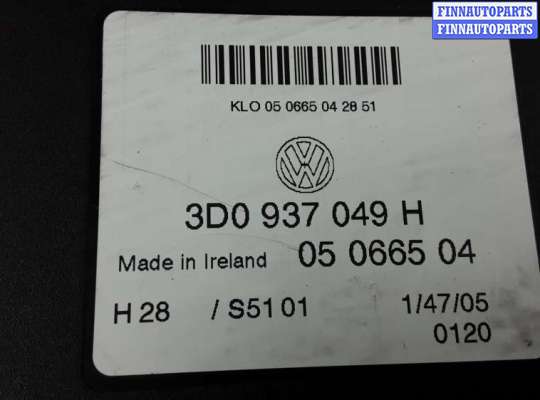 FINNAUTOPARTS
FINNAUTOPARTS
KLO 05 0665 04 28 51
VW
3D0 937 049 H
Made in Ireland 05 0665 04
H 28 / S51 01 1/47/05
0120